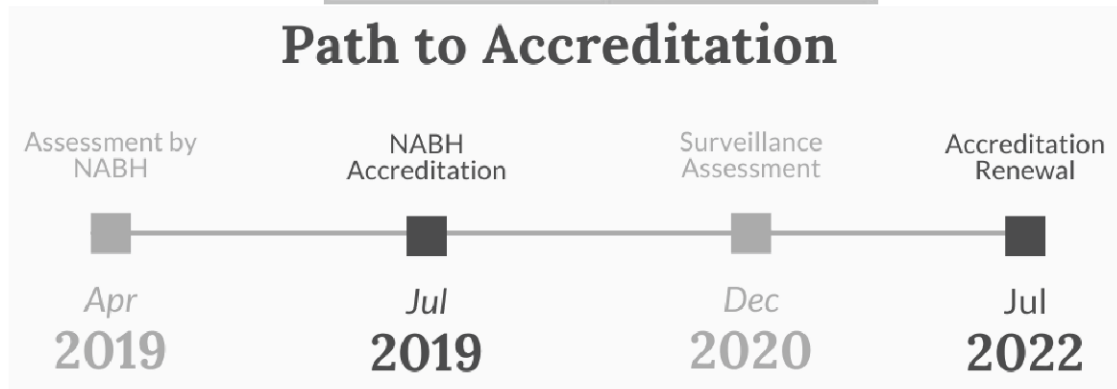 Path to Accreditation
Assessment by
NABH
NABH
Accreditation
Surveillance
Assessment
Accreditation
Renewal
Apr
2019
Jul
2019
Dec
2020
Jul
2022